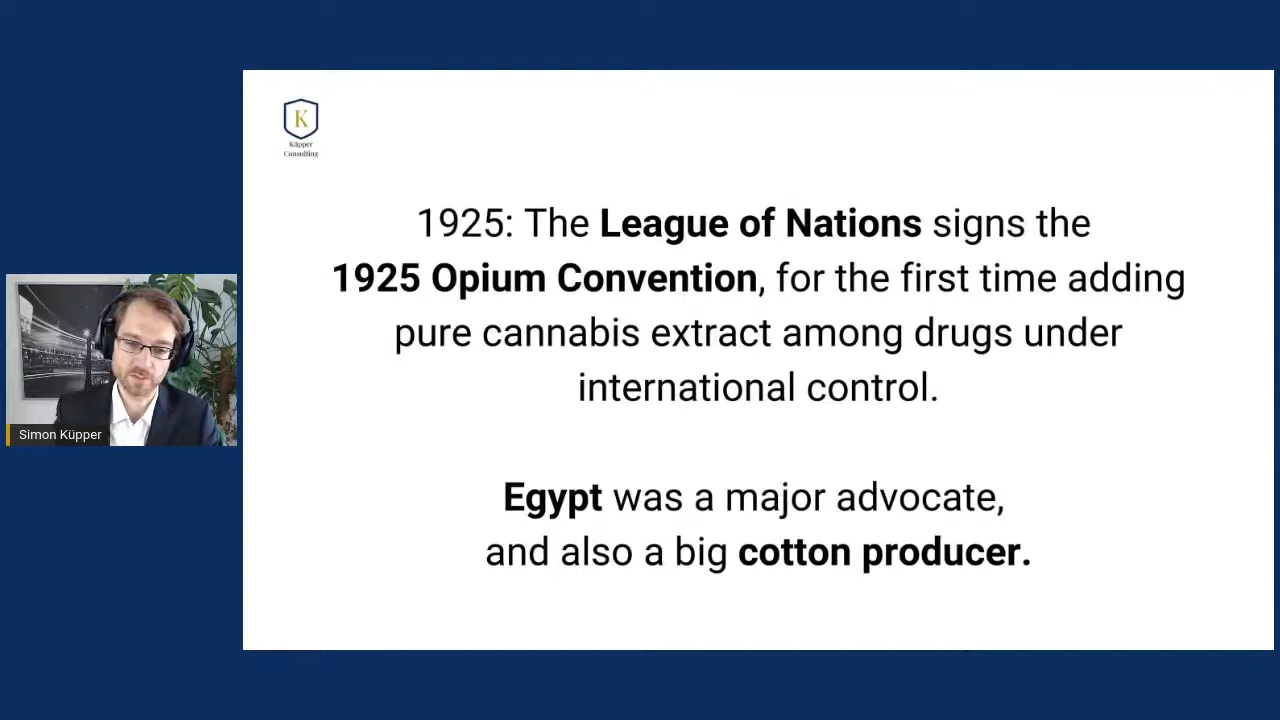 K
Küpper
Consulting
1925: The League of Nations signs the
1925 Opium Convention, for the first time adding
pure cannabis extract among drugs under
international control.
Egypt was a major advocate,
and also a big cotton producer.
Simon Küpper